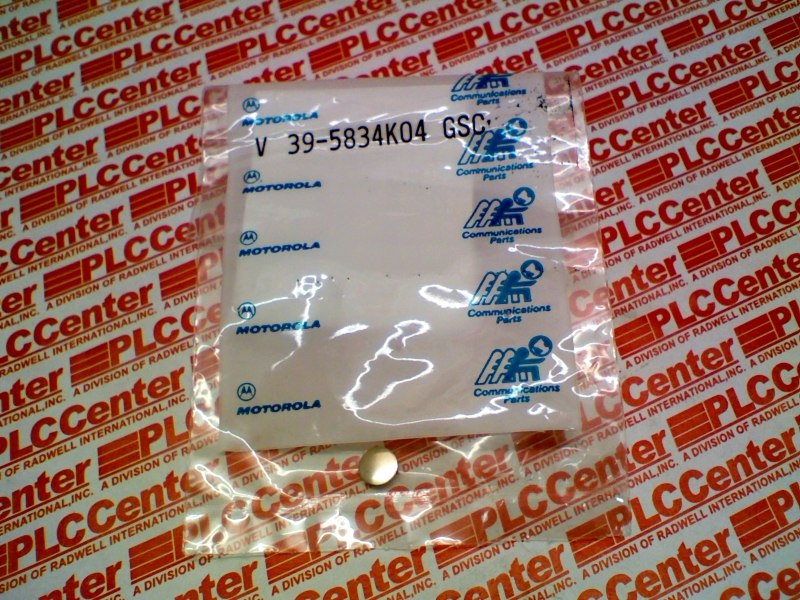 MOTOROLA
Communications
Parts
V 39-5834K04 GSC
Communications
Parts
MOTOROLA
Communications
Parts
MOTOROLA
Communications
Parts
MOTOROLA
Communications
Parts
MOTOROLA
PLCCenter
A DIVISION OF RADWELL INTERNATIONAL, INC.